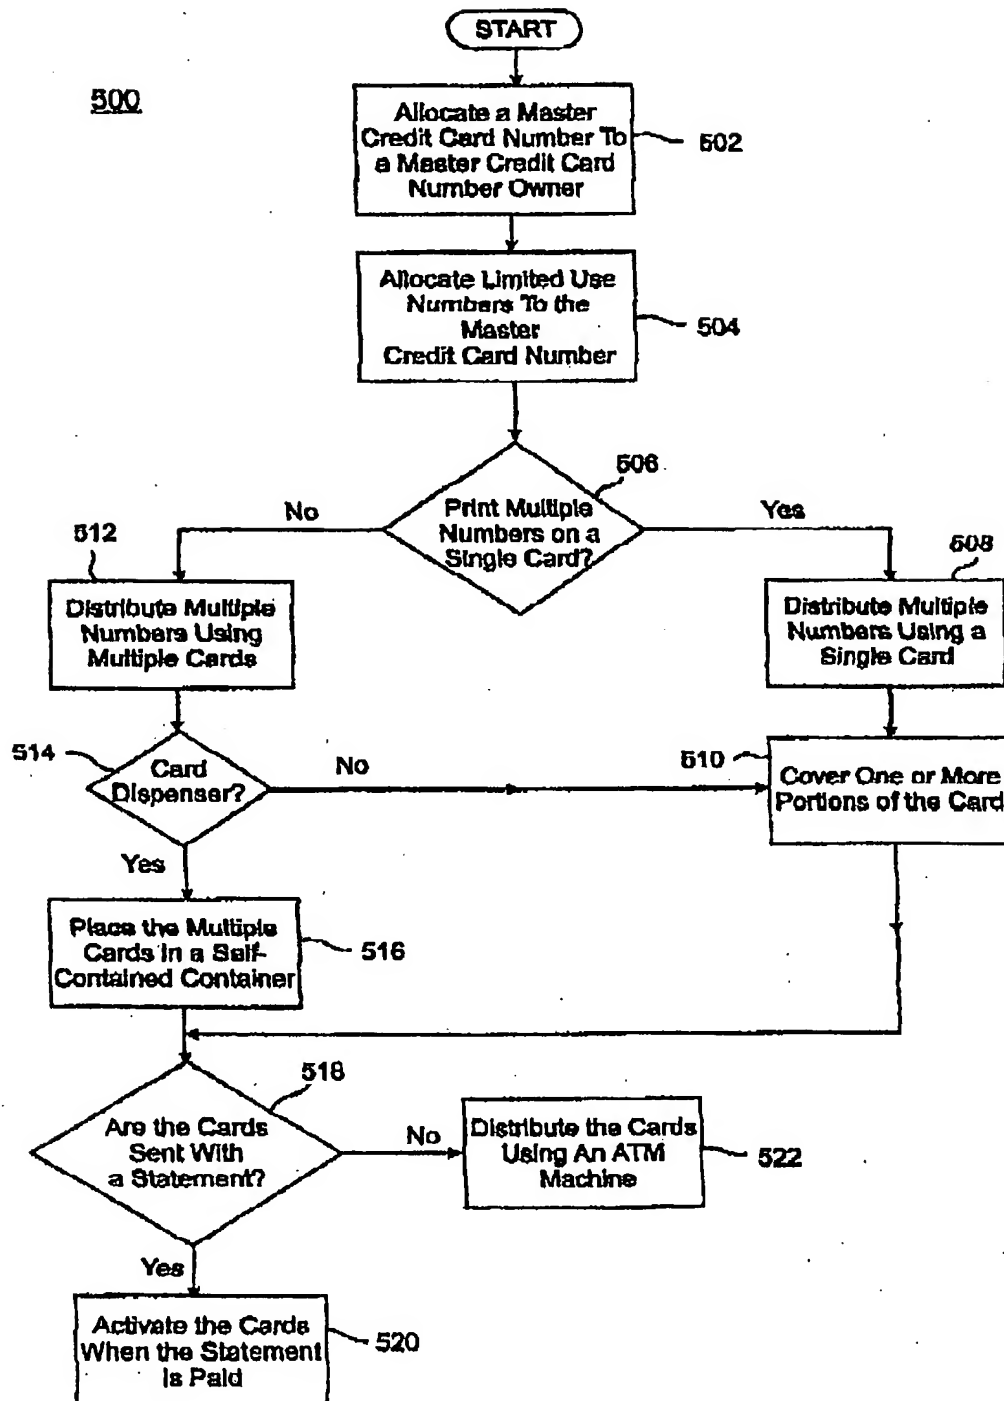 START
500
Allocate a Master
Credit Card Number To
a Master Credit Card
Number Owner
502
Allocate Limited Use
Numbers To the
Master
Credit Card Number
504
506
Print Multiple
Numbers on a
Single Card?
No
Yes
512
508
Distribute Multiple
Numbers Using
Multiple Cards
Distribute Multiple
Numbers Using a
Single Card
514
Card
Dispenser?
No
510
Cover One or More
Portions of the Card
Yes
Place the Multiple
Cards in a Self-
Contained Container
516
518
Are the Cards
Sent With
a Statement?
No
Distribute the Cards
Using An ATM
Machine
522
Yes
Activate the Cards
When the Statement
is Paid
520